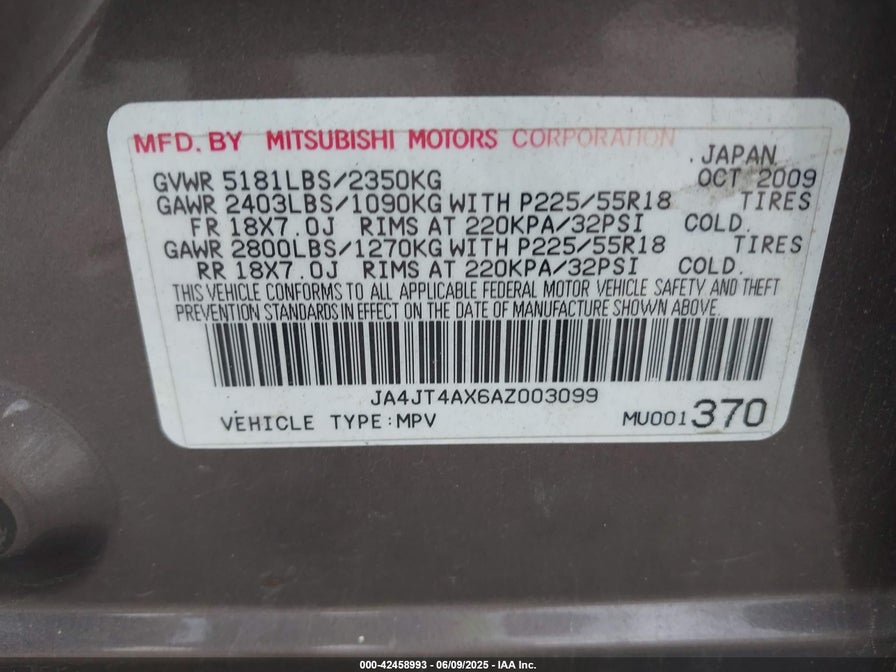 MFD. BY MITSUBISHI MOTORS CORPORATION
. JAPAN
GVWR 5181LBS/2350KG OCT 2009
GAWR 2403LBS/1090KG WITH P225/55R18 TIRES
FR 18X7.0J RIMS AT 220KPA/32PSI COLD.
GAWR 2800LBS/1270KG WITH P225/55R18 TIRES
RR 18X7.0J RIMS AT 220KPA/32PSI COLD.
THIS VEHICLE CONFORMS TO ALL APPLICABLE FEDERAL MOTOR VEHICLE SAFETY AND THEFT
PREVENTION STANDARDS IN EFFECT ON THE DATE OF MANUFACTURE SHOWN ABOVE.
JA4JT4AX6AZ003099
VEHICLE TYPE:MPV MU001370
000-42458993 - 06/09/2025 - IAA Inc.